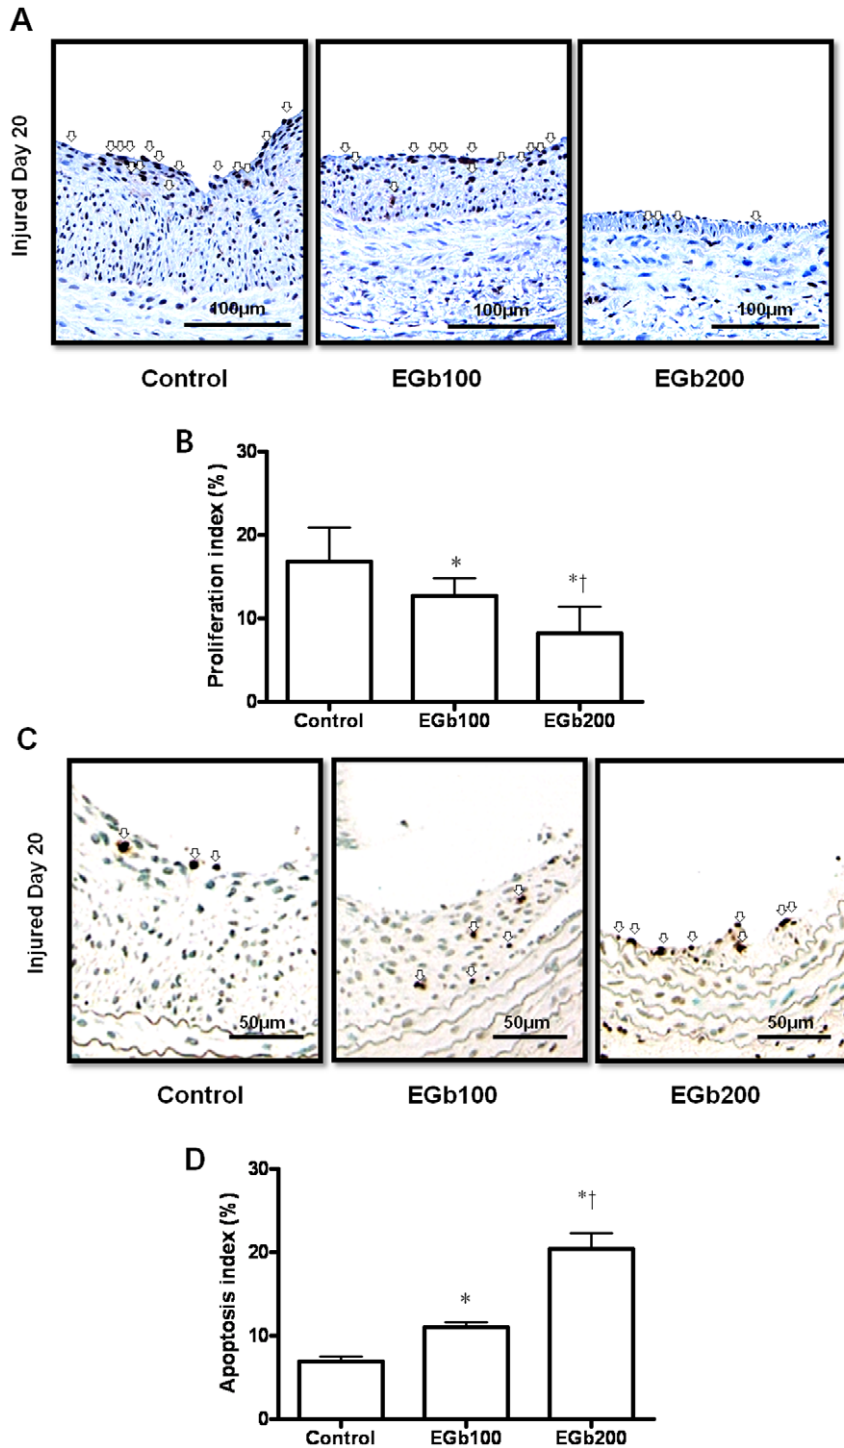 A
Injured Day 20
100μm
100μm
100μm
Control
EGb100
EGb200
B
Proliferation index (%)
30
20
10
0
*
*†
Control
EGb100
EGb200
C
Injured Day 20
50μm
50μm
50μm
Control
EGb100
EGb200
D
Apoptosis index (%)
30
20
10
0
*
*†
Control
EGb100
EGb200